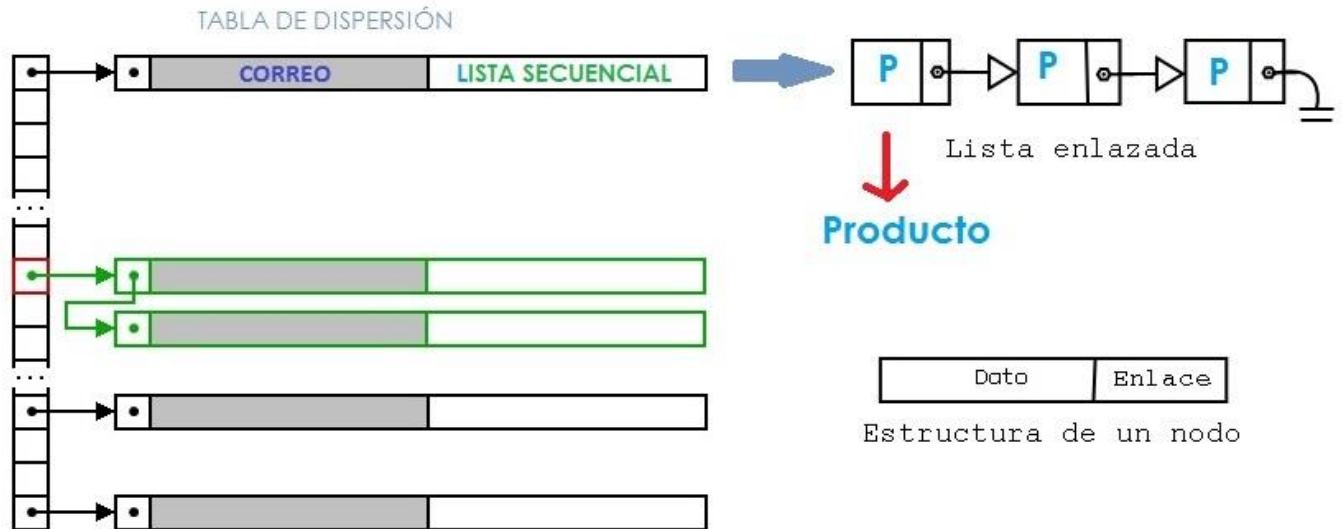 TABLA DE DISPERSIÓN
CORREO
LISTA SECUENCIAL
P
P
P
Lista enlazada
Producto
...
...
Dato
Enlace
Estructura de un nodo